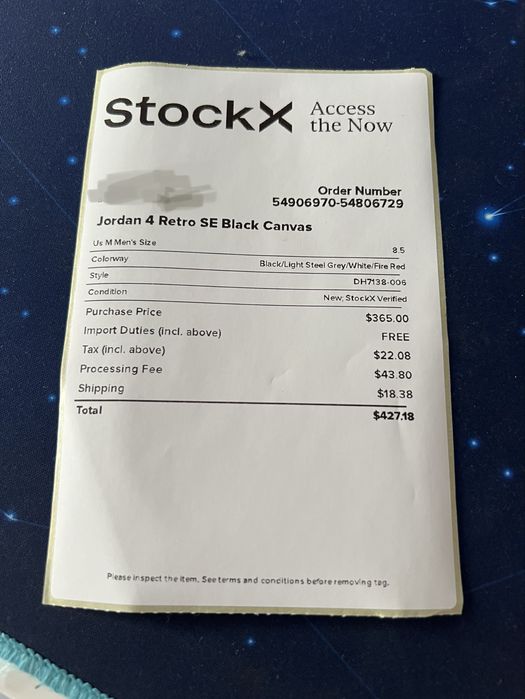 StockX Access
the Now
Order Number
54906970-54806729
Jordan 4 Retro SE Black Canvas
Us M Men's Size 8.5
Colorway Black/Light Steel Grey/White/Fire Red
Style DH7138-006
Condition New, StockX Verified
Purchase Price $365.00
Import Duties (incl. above) FREE
Tax (incl. above) $22.08
Processing Fee $43.80
Shipping $18.38
Total $427.18
Please inspect the item. See terms and conditions before removing tag.